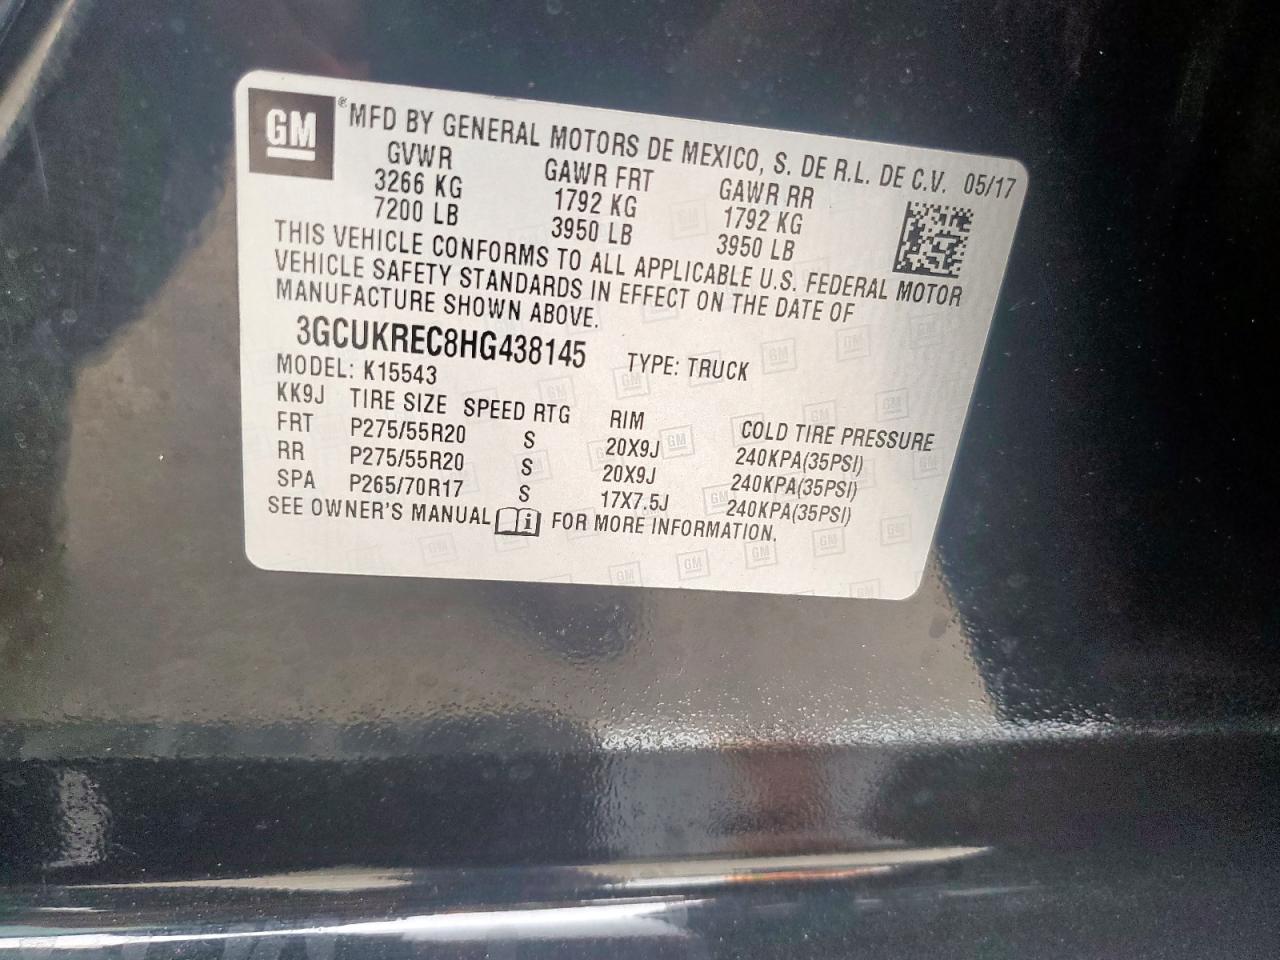 GM
®MFD BY GENERAL MOTORS DE MEXICO, S. DE R.L. DE C.V. 05/17
GVWR GAWR FRT GAWR RR
3266 KG 1792 KG 1792 KG
7200 LB 3950 LB 3950 LB
THIS VEHICLE CONFORMS TO ALL APPLICABLE U.S. FEDERAL MOTOR
VEHICLE SAFETY STANDARDS IN EFFECT ON THE DATE OF
MANUFACTURE SHOWN ABOVE.
3GCUKREC8HG438145 TYPE: TRUCK
MODEL: K15543
KK9J TIRE SIZE SPEED RTG RIM COLD TIRE PRESSURE
FRT P275/55R20 S 20X9J 240KPA(35PSI)
RR P275/55R20 S 20X9J 240KPA(35PSI)
SPA P265/70R17 S 17X7.5J 240KPA(35PSI)
SEE OWNER'S MANUAL FOR MORE INFORMATION.